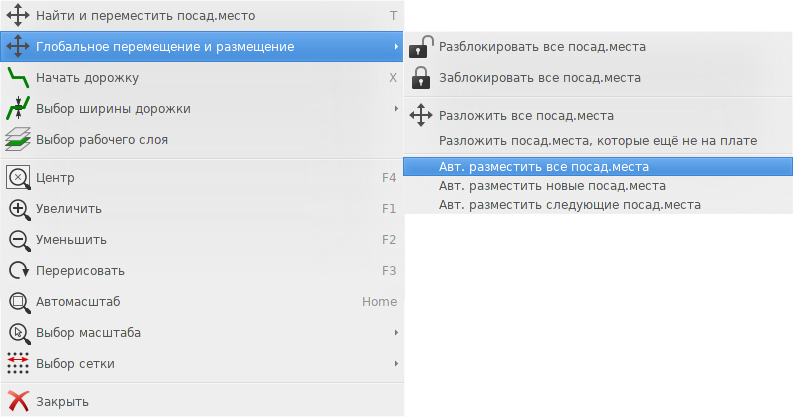 Найти и переместить посад.место T
Глобальное перемещение и размещение
Начать дорожку X
Выбор ширины дорожки
Выбор рабочего слоя
Центр F4
Увеличить F1
Уменьшить F2
Перерисовать F3
Автомасштаб Home
Выбор масштаба
Выбор сетки
Закрыть
Разблокировать все посад.места
Заблокировать все посад.места
Разложить все посад.места
Разложить посад.места, которые ещё не на плате
Авт. разместить все посад.места
Авт. разместить новые посад.места
Авт. разместить следующие посад.места